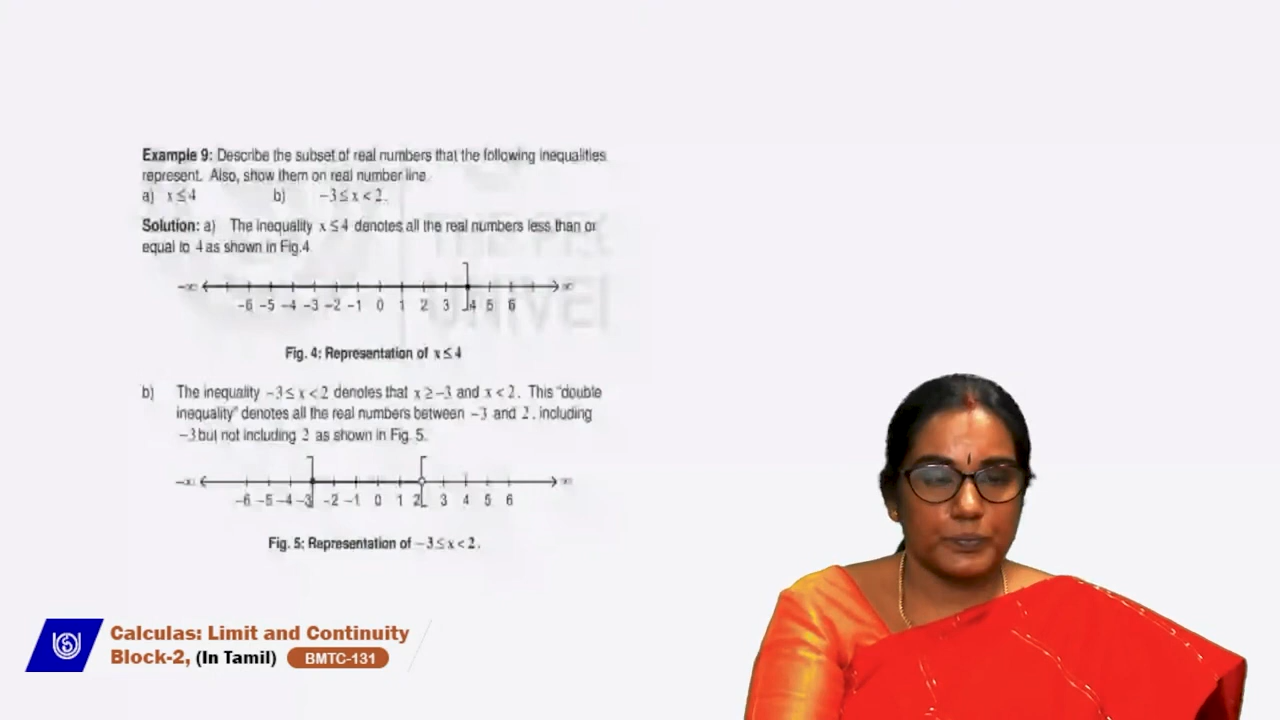 Example 9: Describe the subset of real numbers that the following inequalities
represent. Also, show them on real number line
a) x ≤ 4 b) −3 ≤ x < 2.
Solution: a) The inequality x ≤ 4 denotes all the real numbers less than or
equal to 4 as shown in Fig.4
THE PEO
UNIVE
−∞ ∞
−6 −5 −4 −3 −2 −1 0 1 2 3 4 5 6
Fig. 4: Representation of x ≤ 4
b) The inequality −3 ≤ x < 2 denotes that x ≥ −3 and x < 2. This "double
inequality" denotes all the real numbers between −3 and 2, including
−3 but not including 2 as shown in Fig. 5.
−∞ ∞
−6 −5 −4 −3 −2 −1 0 1 2 3 4 5 6
Fig. 5: Representation of −3 ≤ x < 2.
Calculas: Limit and Continuity
Block-2, (In Tamil) BMTC-131